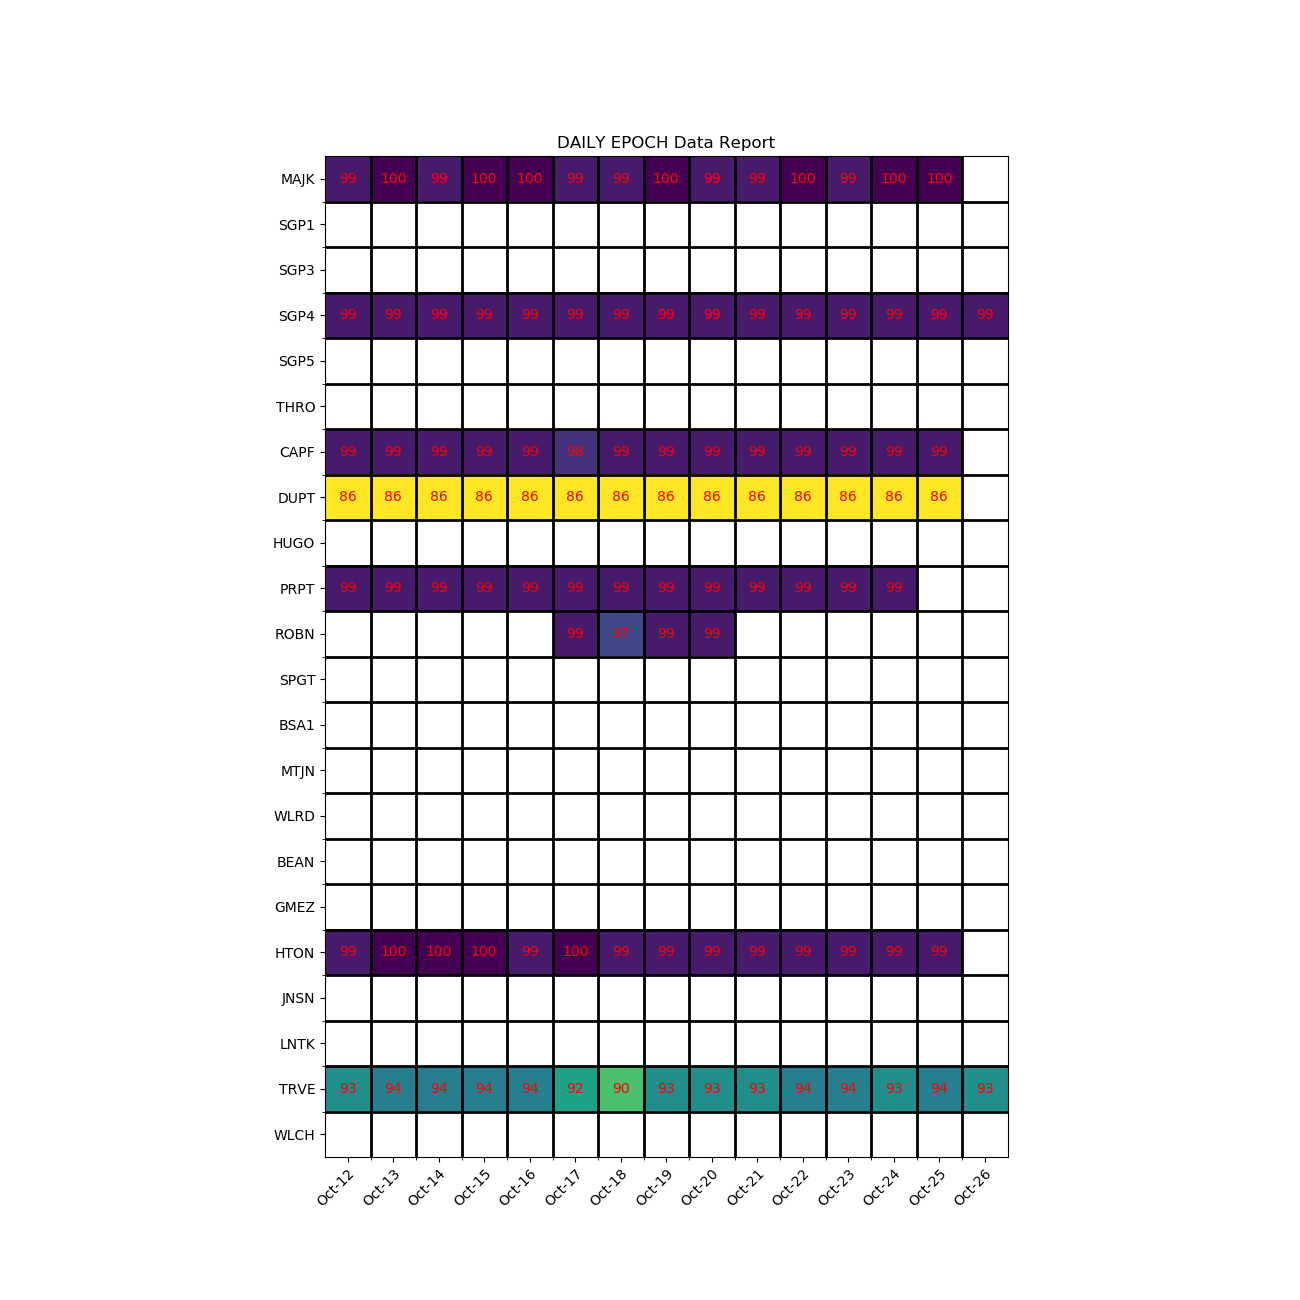 DAILY EPOCH Data Report
MAJK 99 100 99 100 100 99 99 100 99 99 100 99 100 100
SGP1
SGP3
SGP4 99 99 99 99 99 99 99 99 99 99 99 99 99 99 99
SGP5
THRO
CAPF 99 99 99 99 99 98 99 99 99 99 99 99 99 99
DUPT 86 86 86 86 86 86 86 86 86 86 86 86 86 86
HUGO
PRPT 99 99 99 99 99 99 99 99 99 99 99 99 99
ROBN 99 97 99 99
SPGT
BSA1
MTJN
WLRD
BEAN
GMEZ
HTON 99 100 100 100 99 100 99 99 99 99 99 99 99 99
JNSN
LNTK
TRVE 93 94 94 94 94 92 90 93 93 93 94 94 93 94 93
WLCH
Oct-12 Oct-13 Oct-14 Oct-15 Oct-16 Oct-17 Oct-18 Oct-19 Oct-20 Oct-21 Oct-22 Oct-23 Oct-24 Oct-25 Oct-26